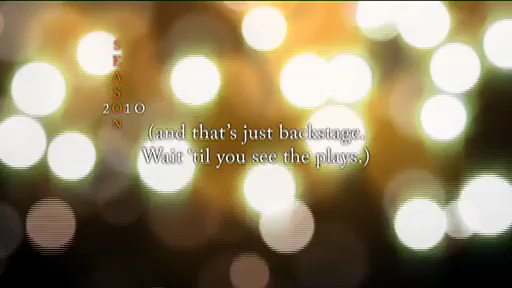 SEASON
2010
(and that's just backstage.
Wait 'til you see the plays.)